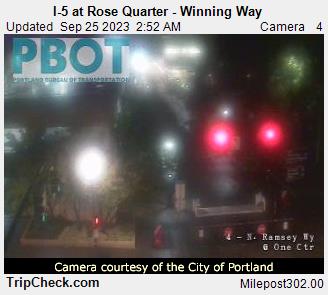 I-5 at Rose Quarter - Winning Way
Updated Sep 25 2023 2:52 AM Camera 4
PBOT
PORTLAND BUREAU OF TRANSPORTATION
4 - N. Ramsey Wy
@ One Ctr
Camera courtesy of the City of Portland
TripCheck.com Milepost302.00